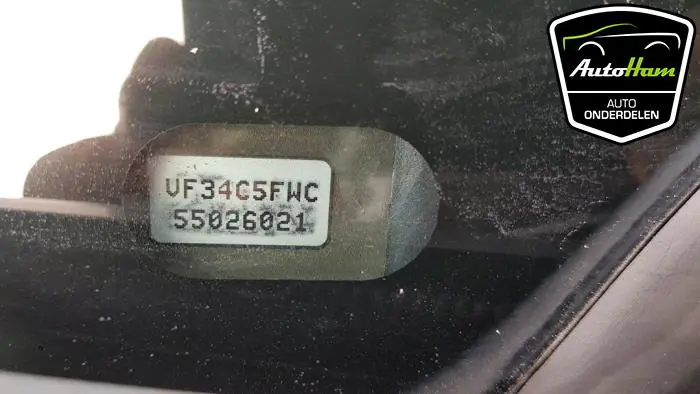 AutoHam
AUTO
ONDERDELEN
VF34C5FWC
55026021